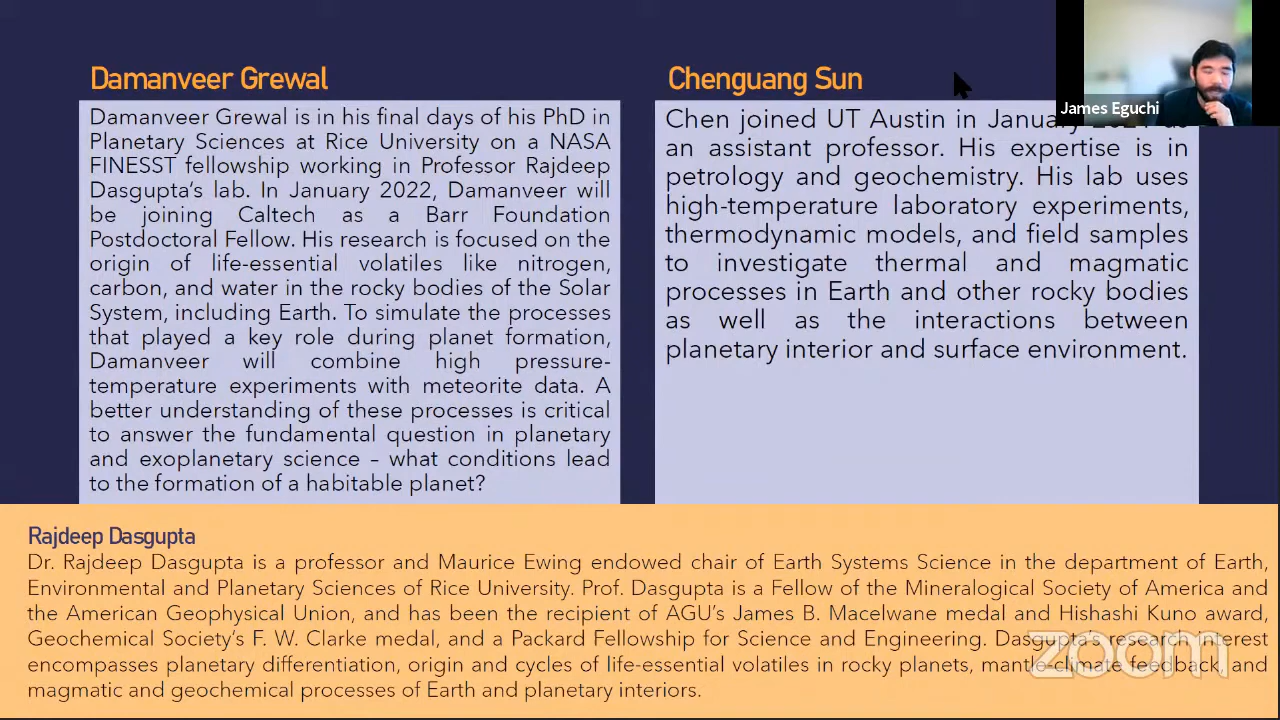 Damanveer Grewal
Damanveer Grewal is in his final days of his PhD in
Planetary Sciences at Rice University on a NASA
FINESST fellowship working in Professor Rajdeep
Dasgupta's lab. In January 2022, Damanveer will
be joining Caltech as a Barr Foundation
Postdoctoral Fellow. His research is focused on the
origin of life-essential volatiles like nitrogen,
carbon, and water in the rocky bodies of the Solar
System, including Earth. To simulate the processes
that played a key role during planet formation,
Damanveer will combine high pressure-
temperature experiments with meteorite data. A
better understanding of these processes is critical
to answer the fundamental question in planetary
and exoplanetary science – what conditions lead
to the formation of a habitable planet?
Chenguang Sun
Chen joined UT Austin in January as
an assistant professor. His expertise is in
petrology and geochemistry. His lab uses
high-temperature laboratory experiments,
thermodynamic models, and field samples
to investigate thermal and magmatic
processes in Earth and other rocky bodies
as well as the interactions between
planetary interior and surface environment.
James Eguchi
Rajdeep Dasgupta
Dr. Rajdeep Dasgupta is a professor and Maurice Ewing endowed chair of Earth Systems Science in the department of Earth,
Environmental and Planetary Sciences of Rice University. Prof. Dasgupta is a Fellow of the Mineralogical Society of America and
the American Geophysical Union, and has been the recipient of AGU's James B. Macelwane medal and Hishashi Kuno award,
Geochemical Society's F. W. Clarke medal, and a Packard Fellowship for Science and Engineering. Dasgupta's research interest
encompasses planetary differentiation, origin and cycles of life-essential volatiles in rocky planets, mantle-climate feedback, and
magmatic and geochemical processes of Earth and planetary interiors.
zoom